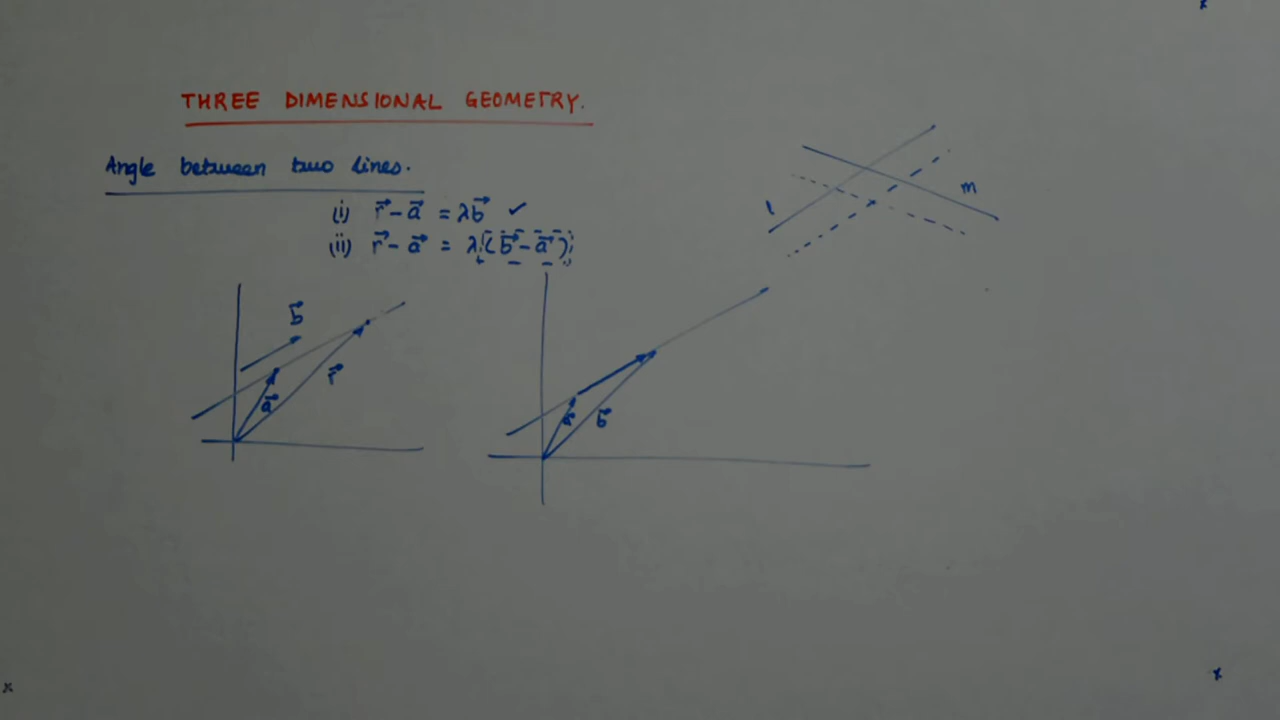 THREE DIMENSIONAL GEOMETRY.
Angle between two lines.
(i) r⃗ - a⃗ = λb⃗ ✓
(ii) r⃗ - a⃗ = λ(b⃗ - a⃗)
l
m
b⃗
r⃗
a⃗
a⃗
b⃗